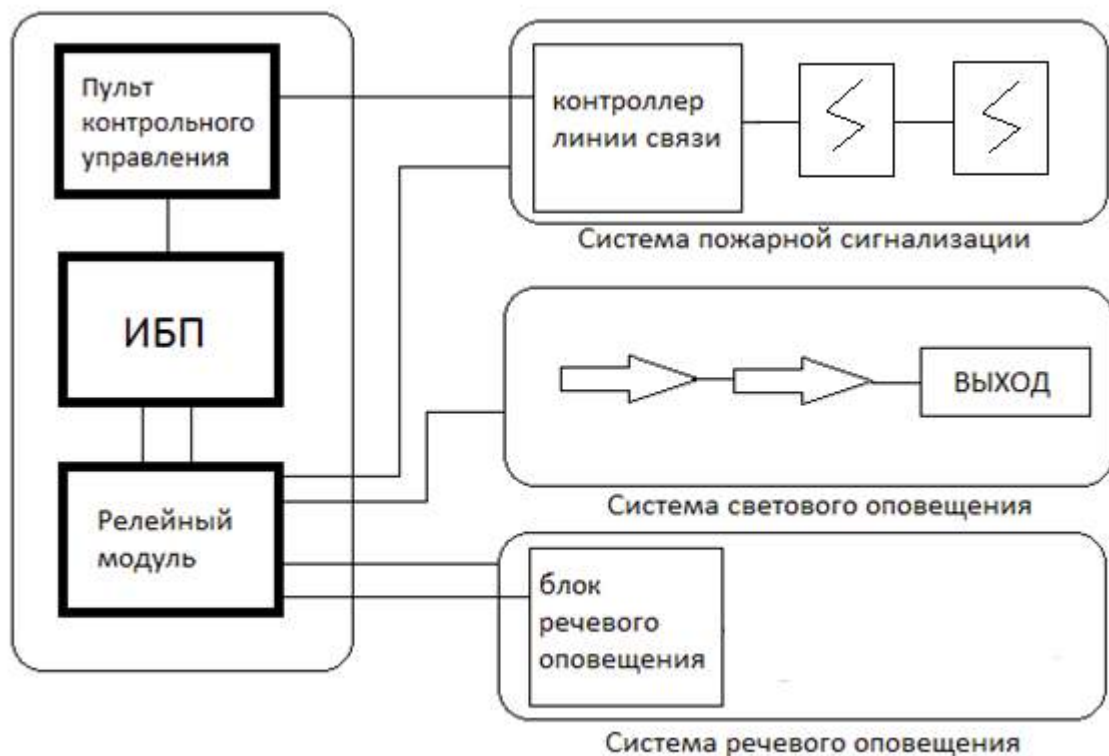 Пульт
контрольного
управления
ИБП
Релейный
модуль
контроллер
линии связи
Система пожарной сигнализации
ВЫХОД
Система светового оповещения
блок
речевого
оповещения
Система речевого оповещения